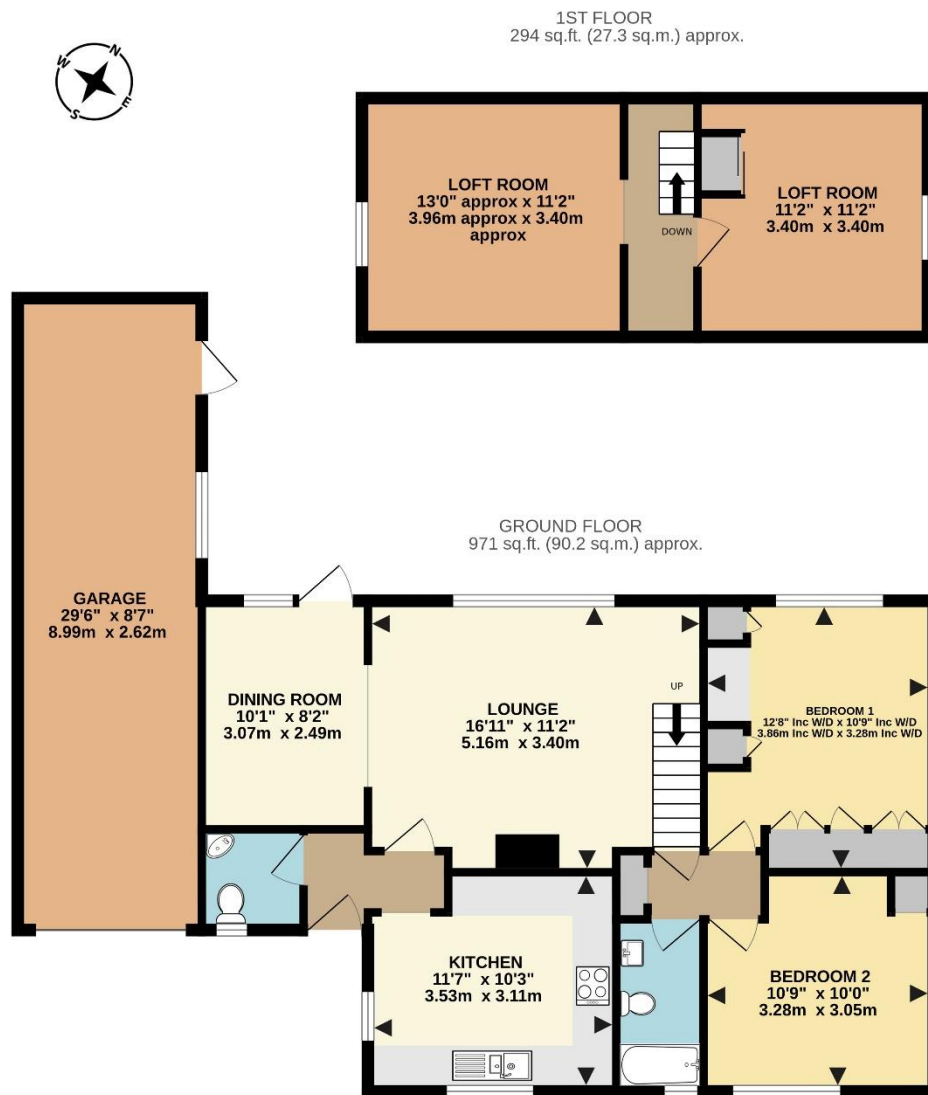 1ST FLOOR
294 sq.ft. (27.3 sq.m.) approx.
N
W
E
S
LOFT ROOM
13'0" approx x 11'2"
3.96m approx x 3.40m
approx
DOWN
LOFT ROOM
11'2" x 11'2"
3.40m x 3.40m
GROUND FLOOR
971 sq.ft. (90.2 sq.m.) approx.
GARAGE
29'6" x 8'7"
8.99m x 2.62m
DINING ROOM
10'1" x 8'2"
3.07m x 2.49m
LOUNGE
16'11" x 11'2"
5.16m x 3.40m
UP
BEDROOM 1
12'8" Inc W/D x 10'9" Inc W/D
3.86m Inc W/D x 3.28m Inc W/D
KITCHEN
11'7" x 10'3"
3.53m x 3.11m
BEDROOM 2
10'9" x 10'0"
3.28m x 3.05m